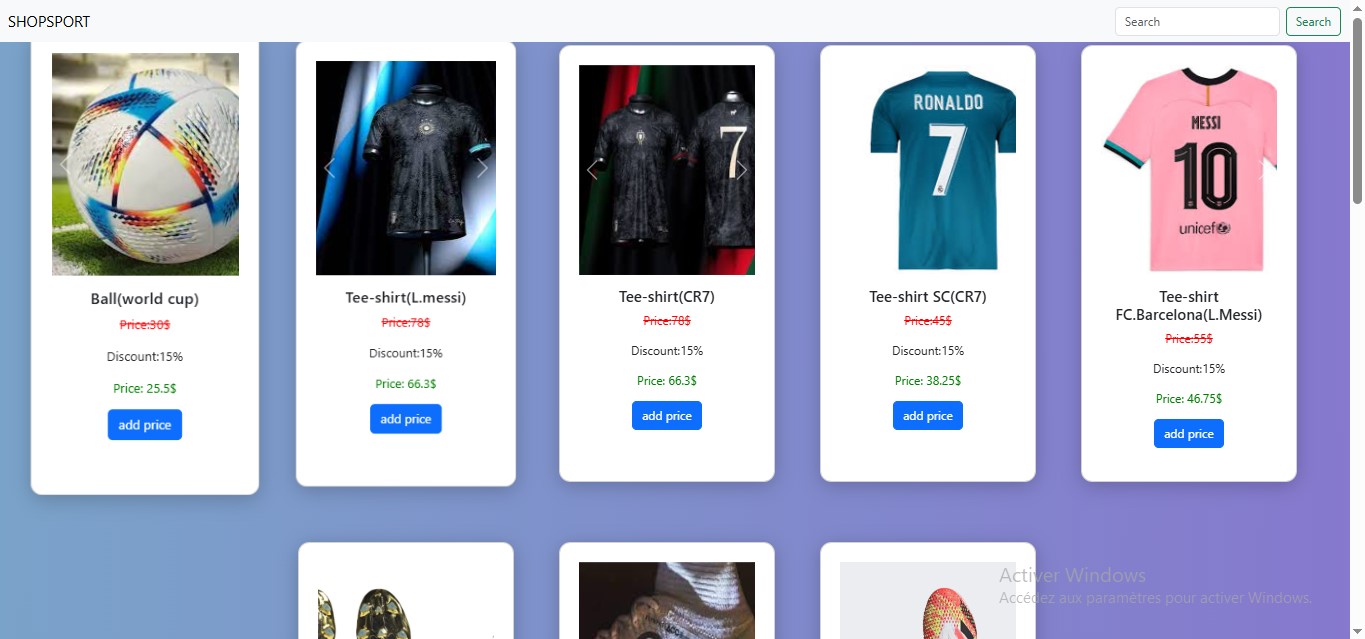 SHOPSPORT
Search
Search
RONALDO
7
7
MESSI
10
unicef
Ball(world cup)
Price:30$
Discount:15%
Price: 25.5$
add price
Tee-shirt(L.messi)
Price:78$
Discount:15%
Price: 66.3$
add price
Tee-shirt(CR7)
Price:78$
Discount:15%
Price: 66.3$
add price
Tee-shirt SC(CR7)
Price:45$
Discount:15%
Price: 38.25$
add price
Tee-shirt
FC.Barcelona(L.Messi)
Price:55$
Discount:15%
Price: 46.75$
add price
Activer Windows
Accédez aux paramètres pour activer Windows.